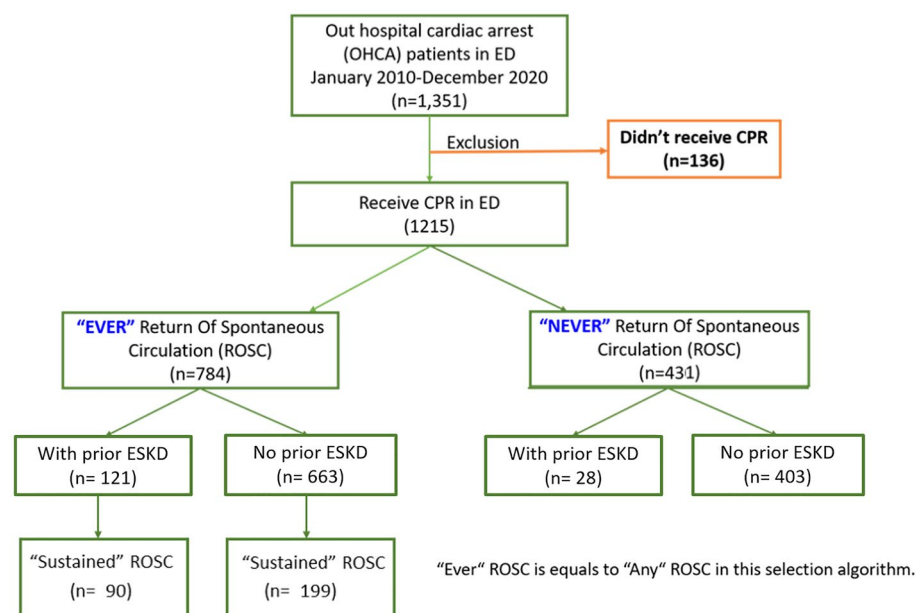 Out hospital cardiac arrest
(OHCA) patients in ED
January 2010-December 2020
(n=1,351)
Exclusion
Didn't receive CPR
(n=136)
Receive CPR in ED
(1215)
“EVER” Return Of Spontaneous
Circulation (ROSC)
(n=784)
“NEVER” Return Of Spontaneous
Circulation (ROSC)
(n=431)
With prior ESKD
(n= 121)
No prior ESKD
(n= 663)
With prior ESKD
(n= 28)
No prior ESKD
(n= 403)
“Sustained” ROSC
(n= 90)
“Sustained” ROSC
(n= 199)
“Ever“ ROSC is equals to “Any“ ROSC in this selection algorithm.